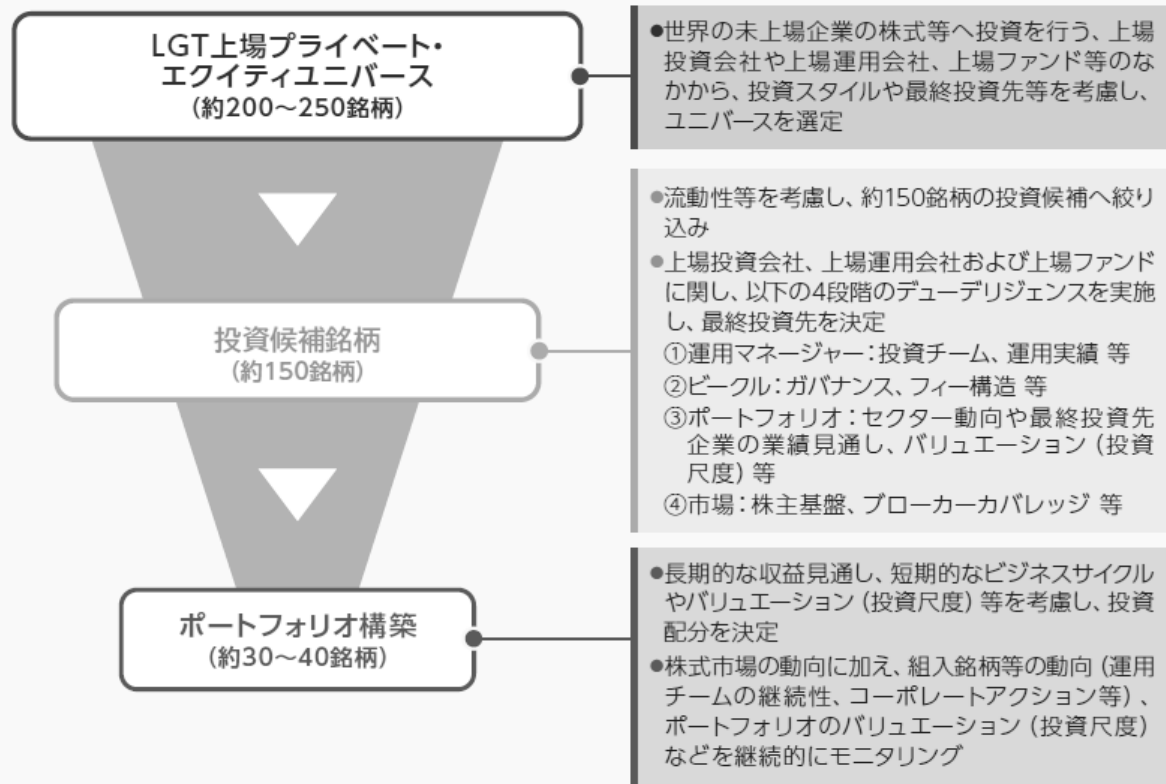 LGT上場プライベート・
エクイティユニバース
(約200～250銘柄)
●世界の未上場企業の株式等へ投資を行う、上場
投資会社や上場運用会社、上場ファンド等のな
かから、投資スタイルや最終投資先等を考慮し、
ユニバースを選定
投資候補銘柄
(約150銘柄)
●流動性等を考慮し、約150銘柄の投資候補へ絞り
込み
●上場投資会社、上場運用会社および上場ファンド
に関し、以下の4段階のデューデリジェンスを実施
し、最終投資先を決定
①運用マネージャー：投資チーム、運用実績 等
②ビークル：ガバナンス、フィー構造 等
③ポートフォリオ：セクター動向や最終投資先
企業の業績見通し、バリュエーション（投資
尺度）等
④市場：株主基盤、ブローカーカバレッジ 等
ポートフォリオ構築
(約30～40銘柄)
●長期的な収益見通し、短期的なビジネスサイクル
やバリュエーション（投資尺度）等を考慮し、投資
配分を決定
●株式市場の動向に加え、組入銘柄等の動向（運用
チームの継続性、コーポレートアクション等）、
ポートフォリオのバリュエーション（投資尺度）
などを継続的にモニタリング